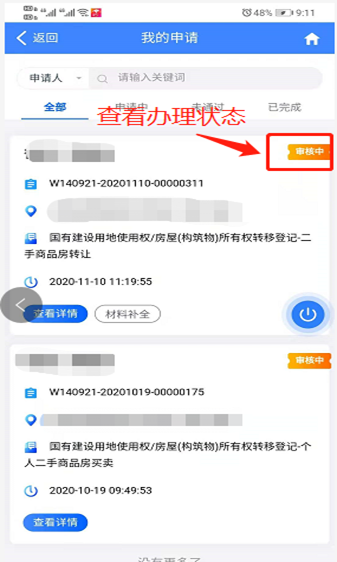 48% 9:11
返回 我的申请
申请人 请输入关键词
全部 申请中 未通过 已完成
查看办理状态
审核中
W140921-20201110-00000311
国有建设用地使用权/房屋(构筑物)所有权转移登记-二
手商品房转让
2020-11-10 11:19:55
查看详情 材料补全
审核中
W140921-20201019-00000175
国有建设用地使用权/房屋(构筑物)所有权转移登记-个
人二手商品房买卖
2020-10-19 09:49:53
查看详情
没有更多了